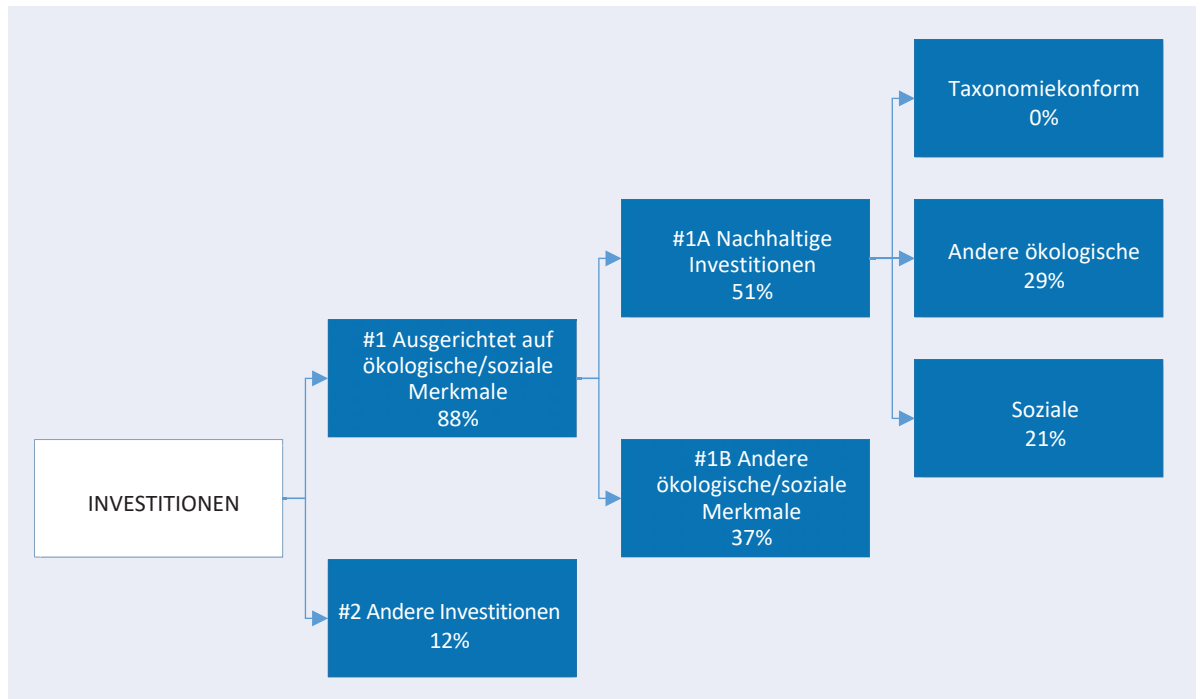 INVESTITIONEN
#1 Ausgerichtet auf
ökologische/soziale
Merkmale
88%
#2 Andere Investitionen
12%
#1A Nachhaltige
Investitionen
51%
#1B Andere
ökologische/soziale
Merkmale
37%
Taxonomiekonform
0%
Andere ökologische
29%
Soziale
21%